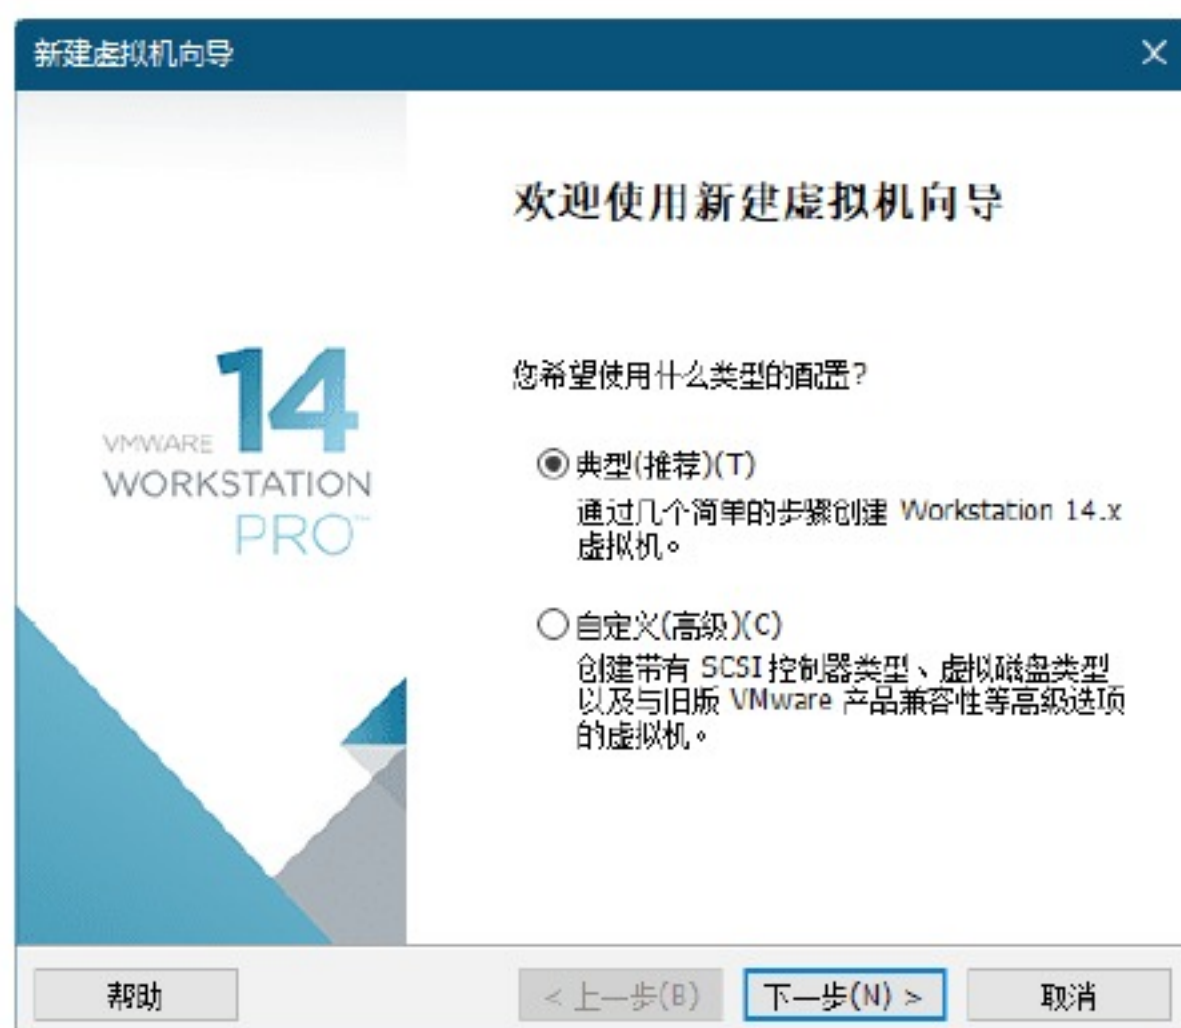 新建虚拟机向导
欢迎使用新建虚拟机向导
14
VMWARE
WORKSTATION
PRO™
您希望使用什么类型的配置?
典型(推荐)(T)
通过几个简单的步骤创建 Workstation 14.x
虚拟机。
自定义(高级)(C)
创建带有 SCSI 控制器类型、虚拟磁盘类型
以及与旧版 VMware 产品兼容性等高级选项
的虚拟机。
帮助
< 上一步(B)
下一步(N) >
取消